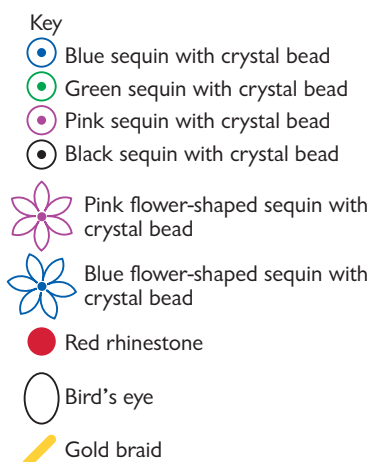 Key
Blue sequin with crystal bead
Green sequin with crystal bead
Pink sequin with crystal bead
Black sequin with crystal bead
Pink flower-shaped sequin with
crystal bead
Blue flower-shaped sequin with
crystal bead
Red rhinestone
Bird's eye
Gold braid